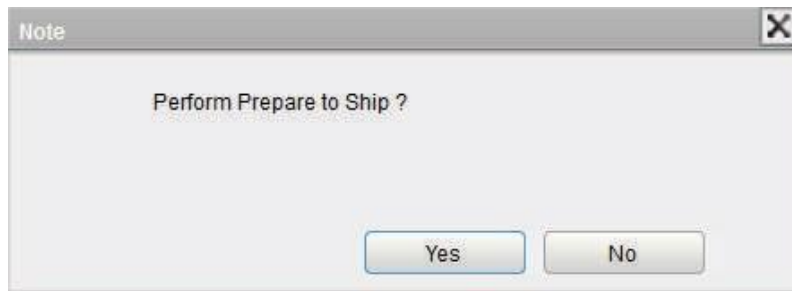 Note
Perform Prepare to Ship ?
Yes No